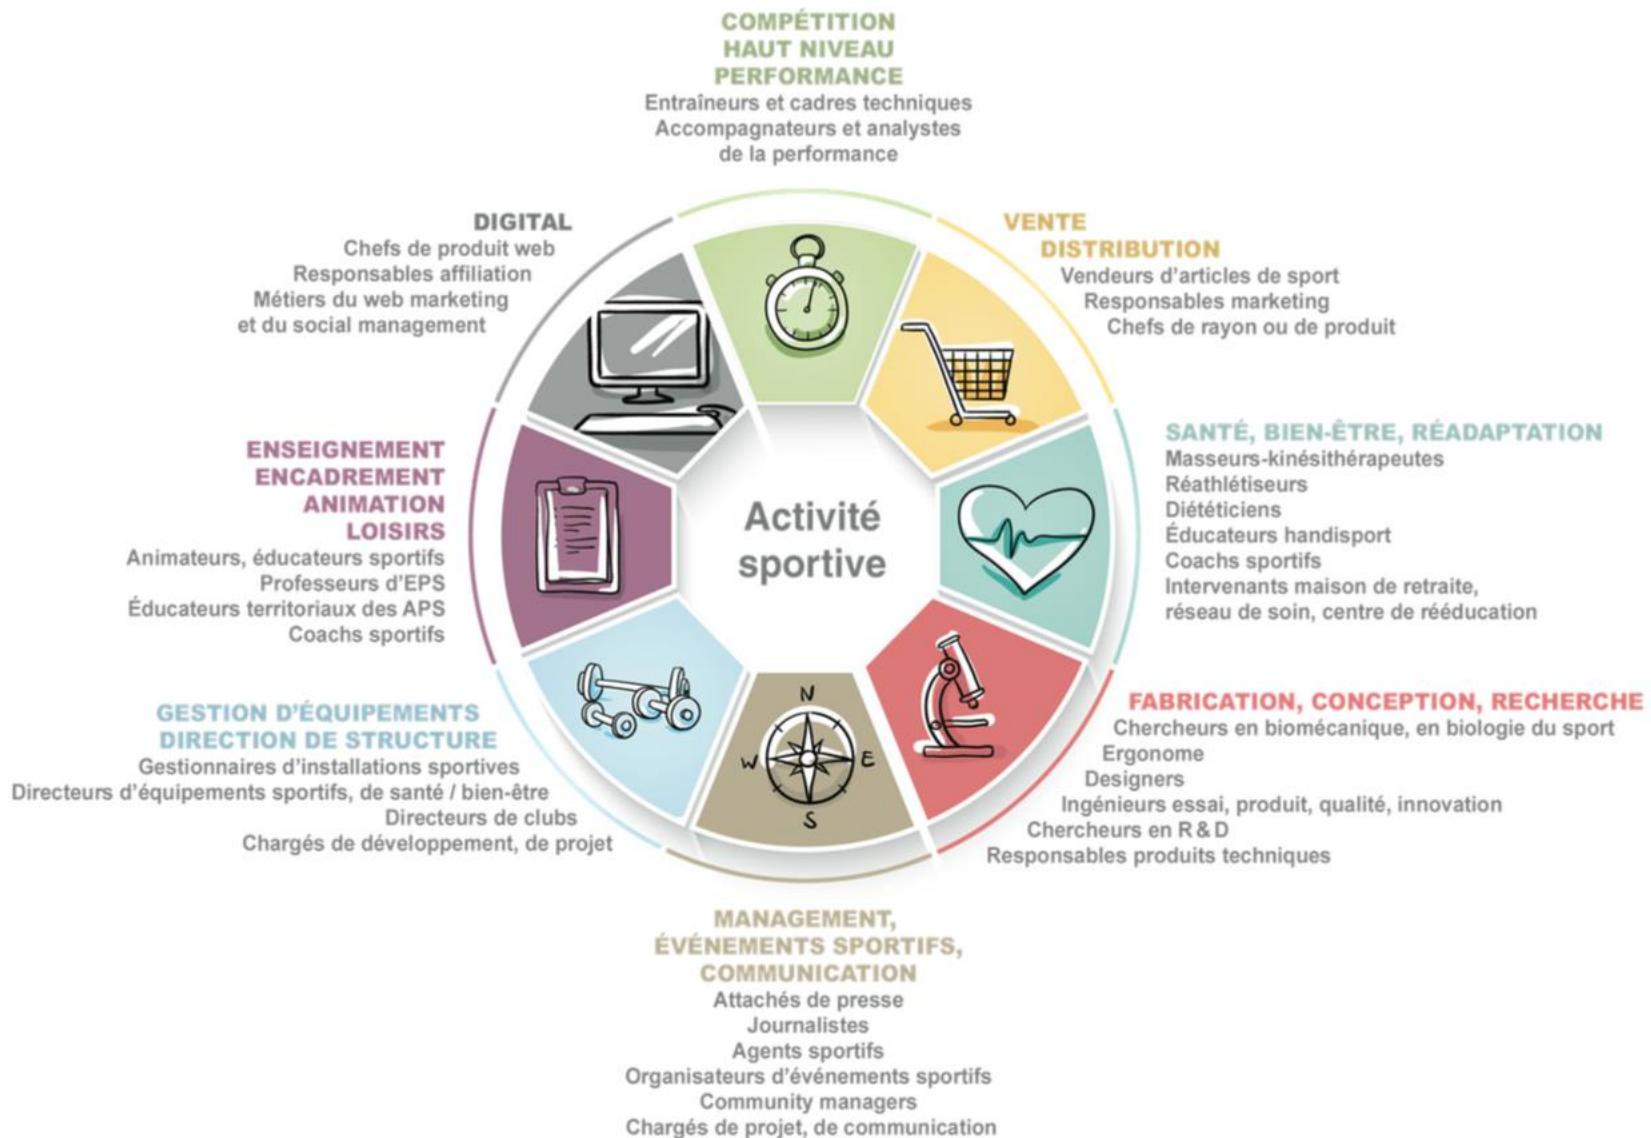 COMPÉTITION
HAUT NIVEAU
PERFORMANCE
Entraîneurs et cadres techniques
Accompagnateurs et analystes
de la performance
DIGITAL
Chefs de produit web
Responsables affiliation
Métiers du web marketing
et du social management
VENTE
DISTRIBUTION
Vendeurs d'articles de sport
Responsables marketing
Chefs de rayon ou de produit
ENSEIGNEMENT
ENCADREMENT
ANIMATION
LOISIRS
Animateurs, éducateurs sportifs
Professeurs d'EPS
Éducateurs territoriaux des APS
Coachs sportifs
Activité
sportive
SANTÉ, BIEN-ÊTRE, RÉADAPTATION
Masseurs-kinésithérapeutes
Réathlétiseurs
Diététiciens
Éducateurs handisport
Coachs sportifs
Intervenants maison de retraite,
réseau de soin, centre de rééducation
GESTION D'ÉQUIPEMENTS
DIRECTION DE STRUCTURE
Gestionnaires d'installations sportives
Directeurs d'équipements sportifs, de santé / bien-être
Directeurs de clubs
Chargés de développement, de projet
N
W E
S
FABRICATION, CONCEPTION, RECHERCHE
Chercheurs en biomécanique, en biologie du sport
Ergonome
Designers
Ingénieurs essai, produit, qualité, innovation
Chercheurs en R & D
Responsables produits techniques
MANAGEMENT,
ÉVÉNEMENTS SPORTIFS,
COMMUNICATION
Attachés de presse
Journalistes
Agents sportifs
Organisateurs d'événements sportifs
Community managers
Chargés de projet, de communication